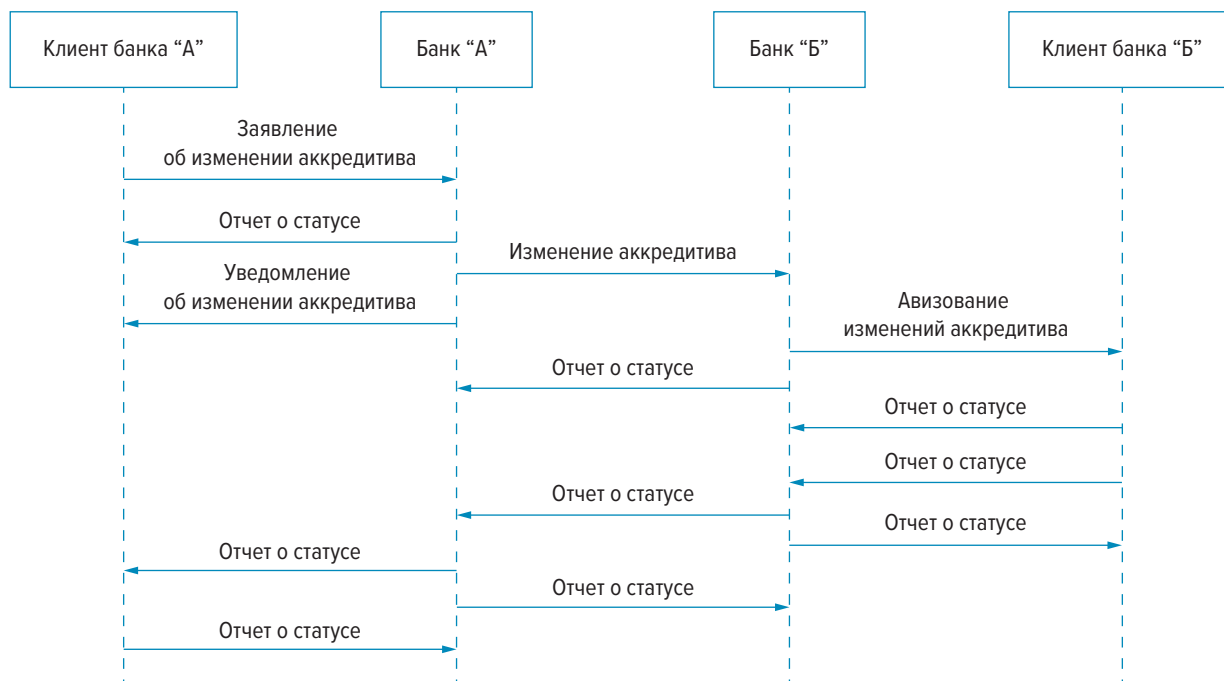 Клиент банка “А”
Банк “А”
Банк “Б”
Клиент банка “Б”
Заявление
об изменении аккредитива
Отчет о статусе
Изменение аккредитива
Уведомление
об изменении аккредитива
Авизование
изменений аккредитива
Отчет о статусе
Отчет о статусе
Отчет о статусе
Отчет о статусе
Отчет о статусе
Отчет о статусе
Отчет о статусе
Отчет о статусе